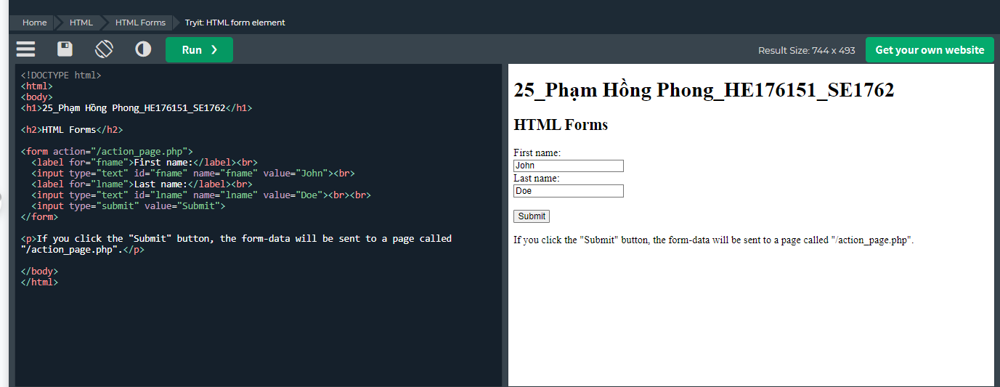 Home HTML HTML Forms Tryit: HTML form element
Run ❯ Result Size: 744 x 493 Get your own website
<!DOCTYPE html>
<html>
<body>
<h1>25_Phạm Hồng Phong_HE176151_SE1762</h1>
<h2>HTML Forms</h2>
<form action="/action_page.php">
<label for="fname">First name:</label><br>
<input type="text" id="fname" name="fname" value="John"><br>
<label for="lname">Last name:</label><br>
<input type="text" id="lname" name="lname" value="Doe"><br><br>
<input type="submit" value="Submit">
</form>
<p>If you click the "Submit" button, the form-data will be sent to a page called
"/action_page.php".</p>
</body>
</html>
25_Phạm Hồng Phong_HE176151_SE1762
HTML Forms
First name:
John
Last name:
Doe
Submit
If you click the "Submit" button, the form-data will be sent to a page called "/action_page.php".